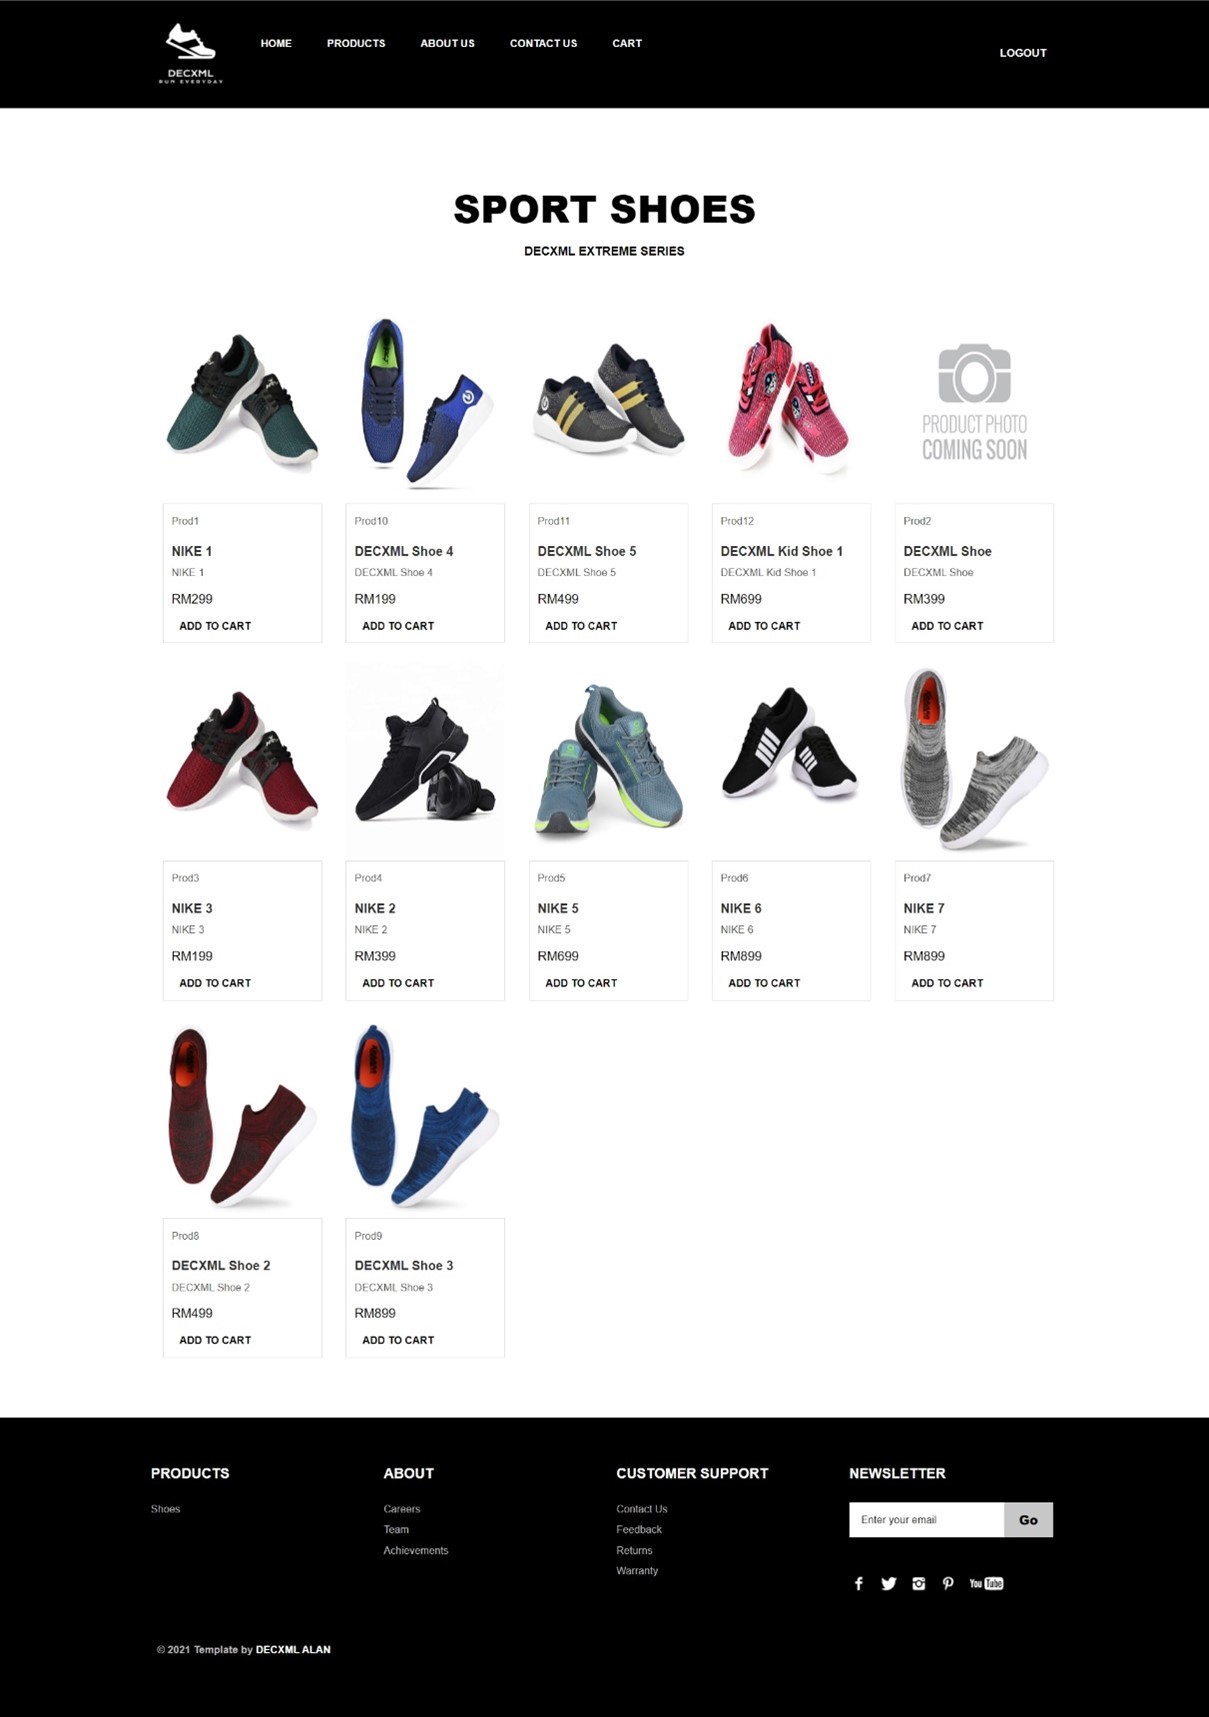 DECXML
RUN EVERYDAY
HOME PRODUCTS ABOUT US CONTACT US CART
LOGOUT
SPORT SHOES
DECXML EXTREME SERIES
PRODUCT PHOTO
COMING SOON
Prod1
NIKE 1
NIKE 1
RM299
ADD TO CART
Prod10
DECXML Shoe 4
DECXML Shoe 4
RM199
ADD TO CART
Prod11
DECXML Shoe 5
DECXML Shoe 5
RM499
ADD TO CART
Prod12
DECXML Kid Shoe 1
DECXML Kid Shoe 1
RM699
ADD TO CART
Prod2
DECXML Shoe
DECXML Shoe
RM399
ADD TO CART
Prod3
NIKE 3
NIKE 3
RM199
ADD TO CART
Prod4
NIKE 2
NIKE 2
RM399
ADD TO CART
Prod5
NIKE 5
NIKE 5
RM699
ADD TO CART
Prod6
NIKE 6
NIKE 6
RM899
ADD TO CART
Prod7
NIKE 7
NIKE 7
RM899
ADD TO CART
Prod8
DECXML Shoe 2
DECXML Shoe 2
RM499
ADD TO CART
Prod9
DECXML Shoe 3
DECXML Shoe 3
RM899
ADD TO CART
PRODUCTS
Shoes
ABOUT
Careers
Team
Achievements
CUSTOMER SUPPORT
Contact Us
Feedback
Returns
Warranty
NEWSLETTER
Enter your email Go
You Tube
© 2021 Template by DECXML ALAN